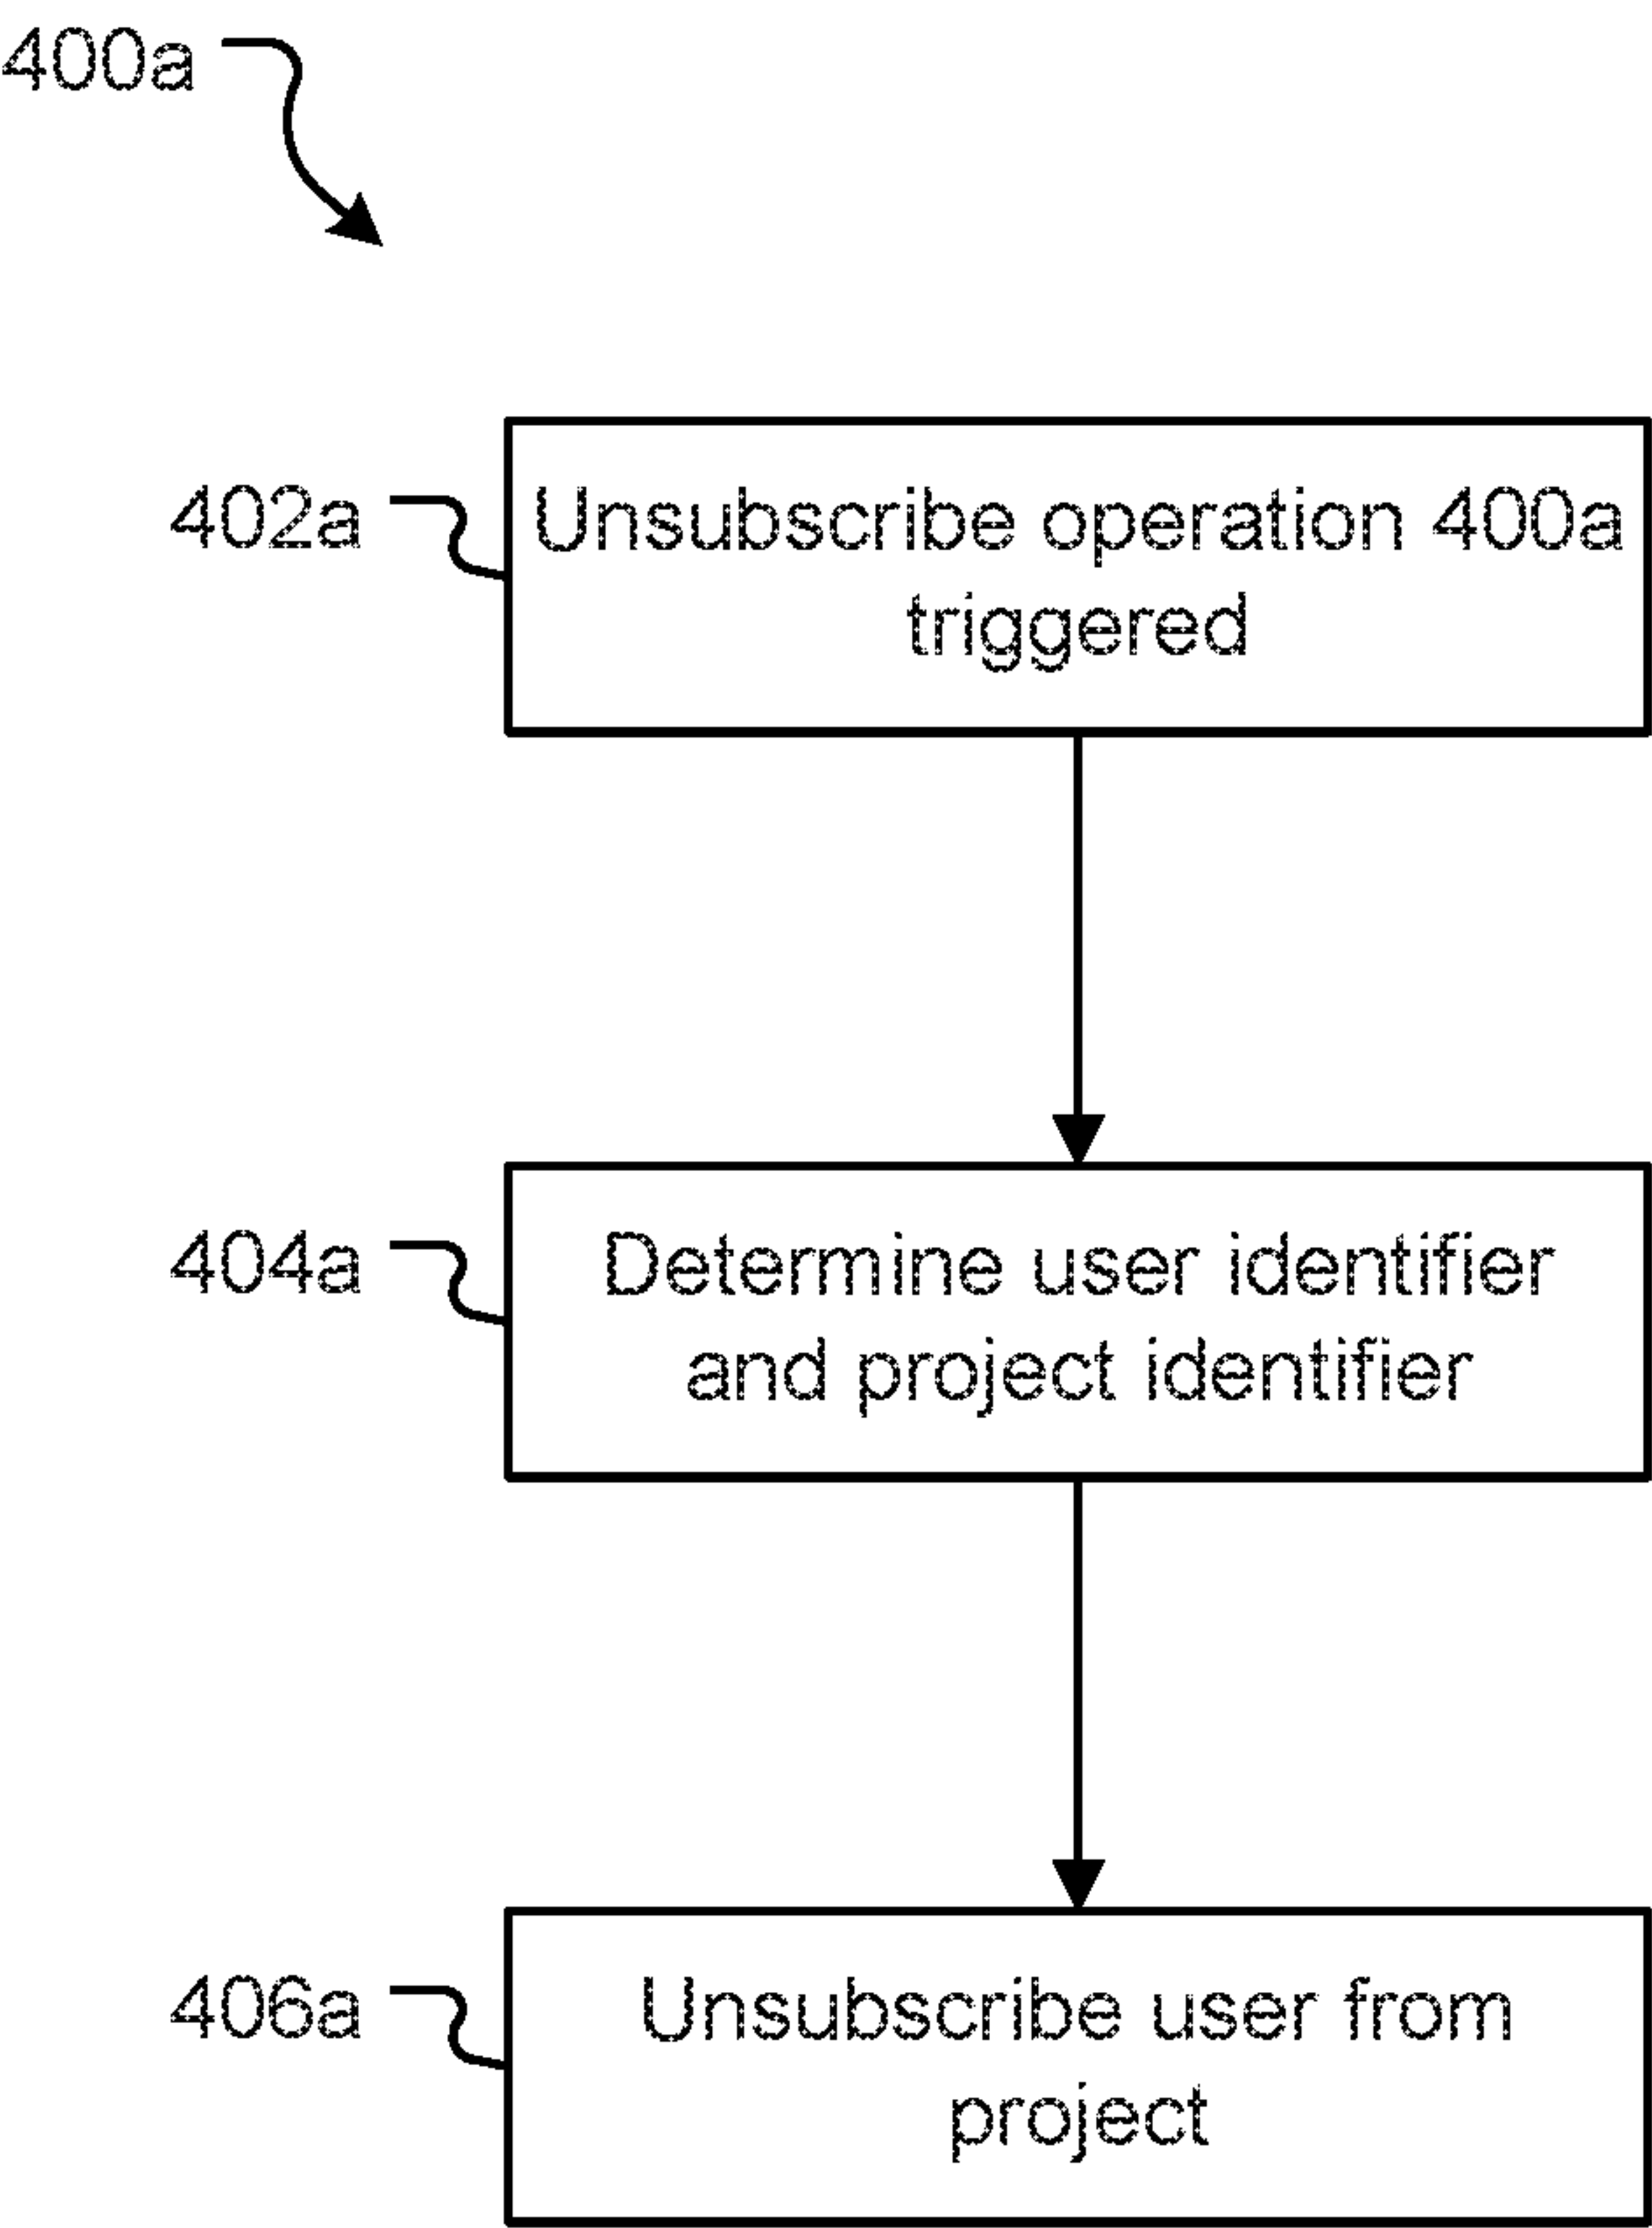 400a
402a
Unsubscribe operation 400a
triggered
404a
Determine user identifier
and project identifier
406a
Unsubscribe user from
project